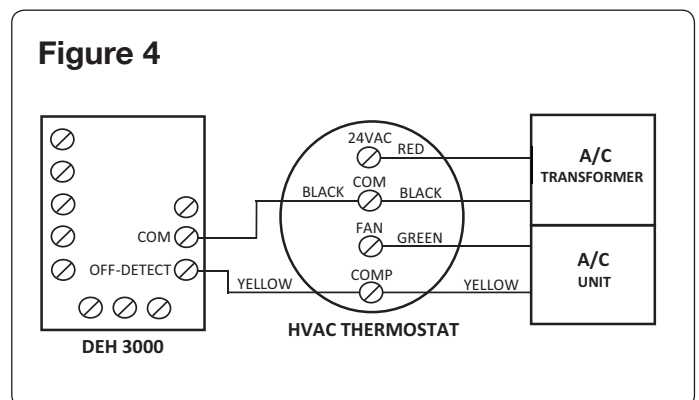 Figure 4
24VAC
RED
A/C
TRANSFORMER
BLACK
COM
BLACK
COM
FAN
GREEN
OFF-DETECT
YELLOW
COMP
YELLOW
A/C
UNIT
HVAC THERMOSTAT
DEH 3000